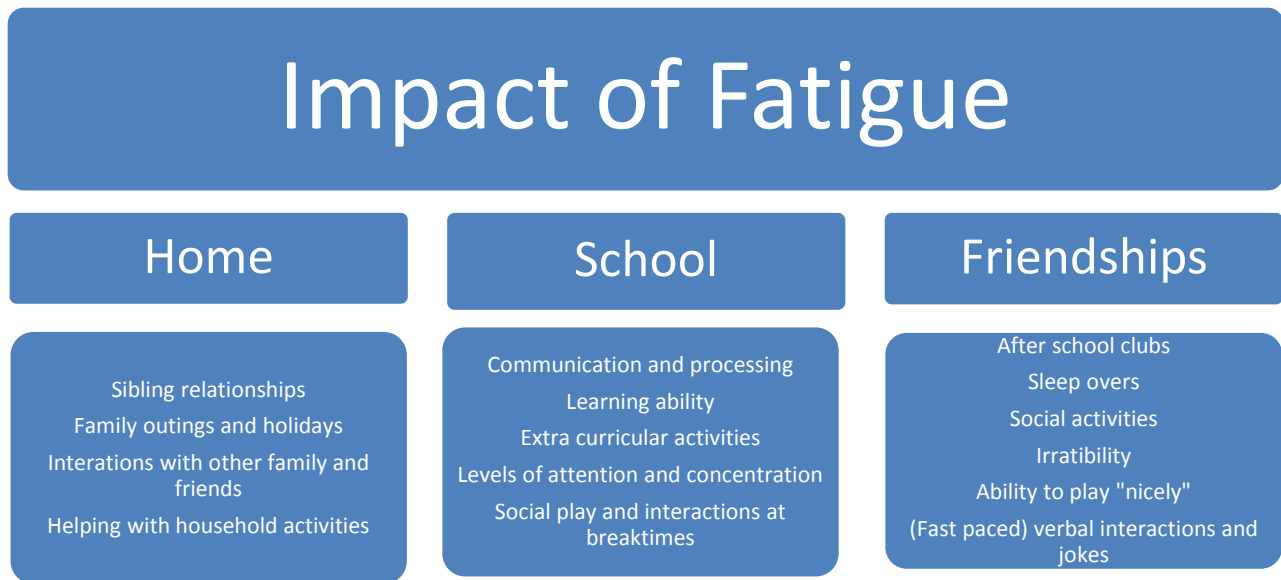 Impact of Fatigue
Home
Sibling relationships
Family outings and holidays
Interations with other family and
friends
Helping with household activities
School
Communication and processing
Learning ability
Extra curricular activities
Levels of attention and concentration
Social play and interactions at
breaktimes
Friendships
After school clubs
Sleep overs
Social activities
Irratibility
Ability to play "nicely"
(Fast paced) verbal interactions and
jokes